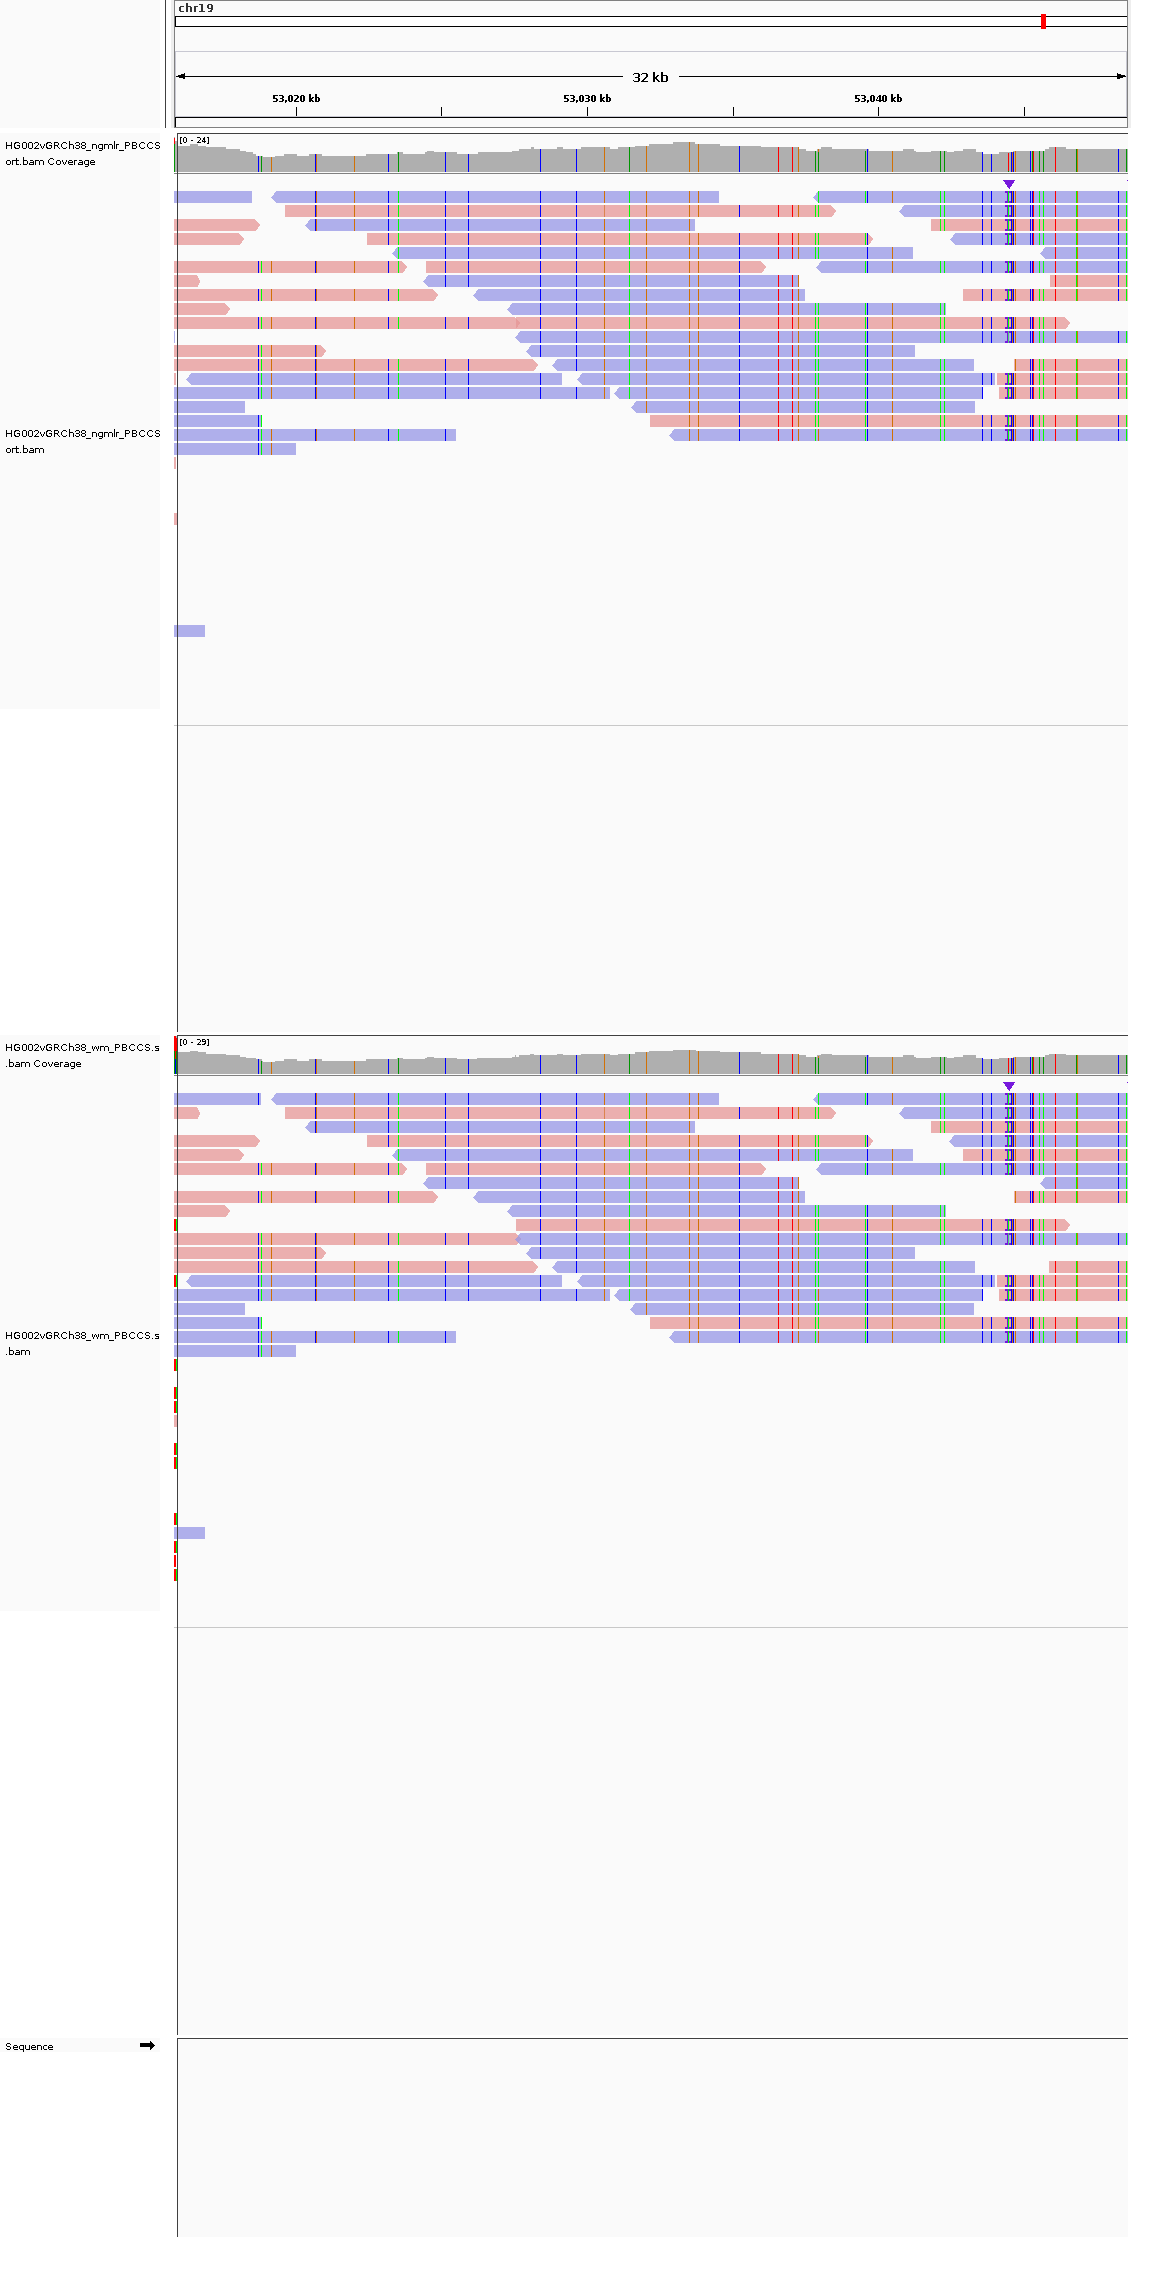 chr19
32 kb
53,020 kb 53,030 kb 53,040 kb
HG002vGRCh38_ngmlr_PBCCS
ort.bam Coverage
[0 - 24]
HG002vGRCh38_ngmlr_PBCCS
ort.bam
HG002vGRCh38_wm_PBCCS.s
.bam Coverage
[0 - 29]
HG002vGRCh38_wm_PBCCS.s
.bam
Sequence